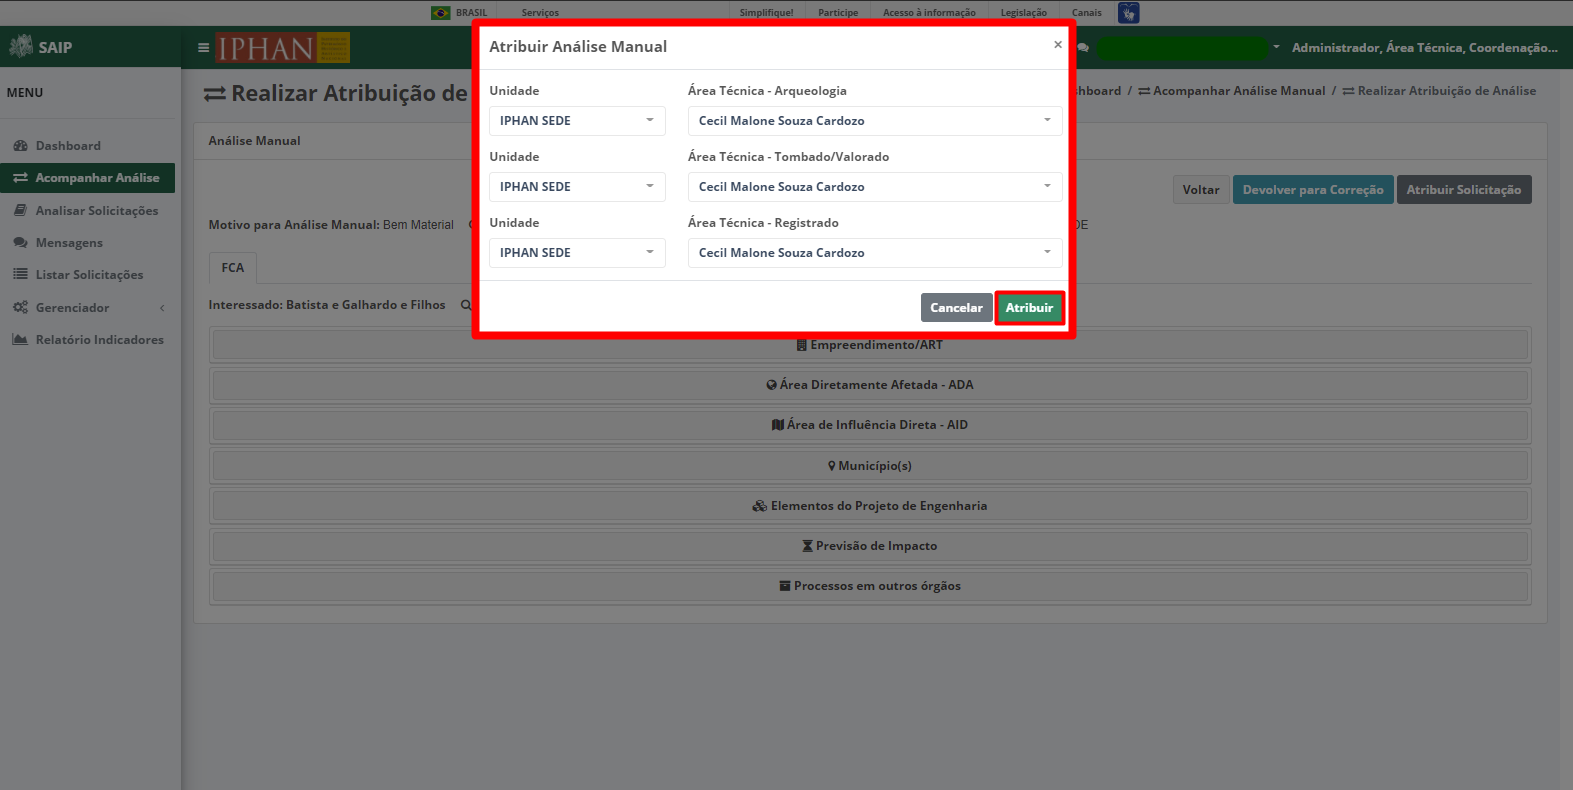 BRASIL Serviços Simplifique! Participe Acesso à informação Legislação Canais
SAIP
IPHAN
Administrador, Área Técnica, Coordenação...
MENU
Dashboard
Acompanhar Análise
Analisar Solicitações
Mensagens
Listar Solicitações
Gerenciador
Relatório Indicadores
Realizar Atribuição de
shboard / Acompanhar Análise Manual / Realizar Atribuição de Análise
Análise Manual
Voltar Devolver para Correção Atribuir Solicitação
Motivo para Análise Manual: Bem Material
DE
FCA
Interessado: Batista e Galhardo e Filhos
Atribuir Análise Manual ×
Unidade Área Técnica - Arqueologia
IPHAN SEDE Cecil Malone Souza Cardozo
Unidade Área Técnica - Tombado/Valorado
IPHAN SEDE Cecil Malone Souza Cardozo
Unidade Área Técnica - Registrado
IPHAN SEDE Cecil Malone Souza Cardozo
Cancelar Atribuir
Empreendimento/ART
Área Diretamente Afetada - ADA
Área de Influência Direta - AID
Município(s)
Elementos do Projeto de Engenharia
Previsão de Impacto
Processos em outros órgãos